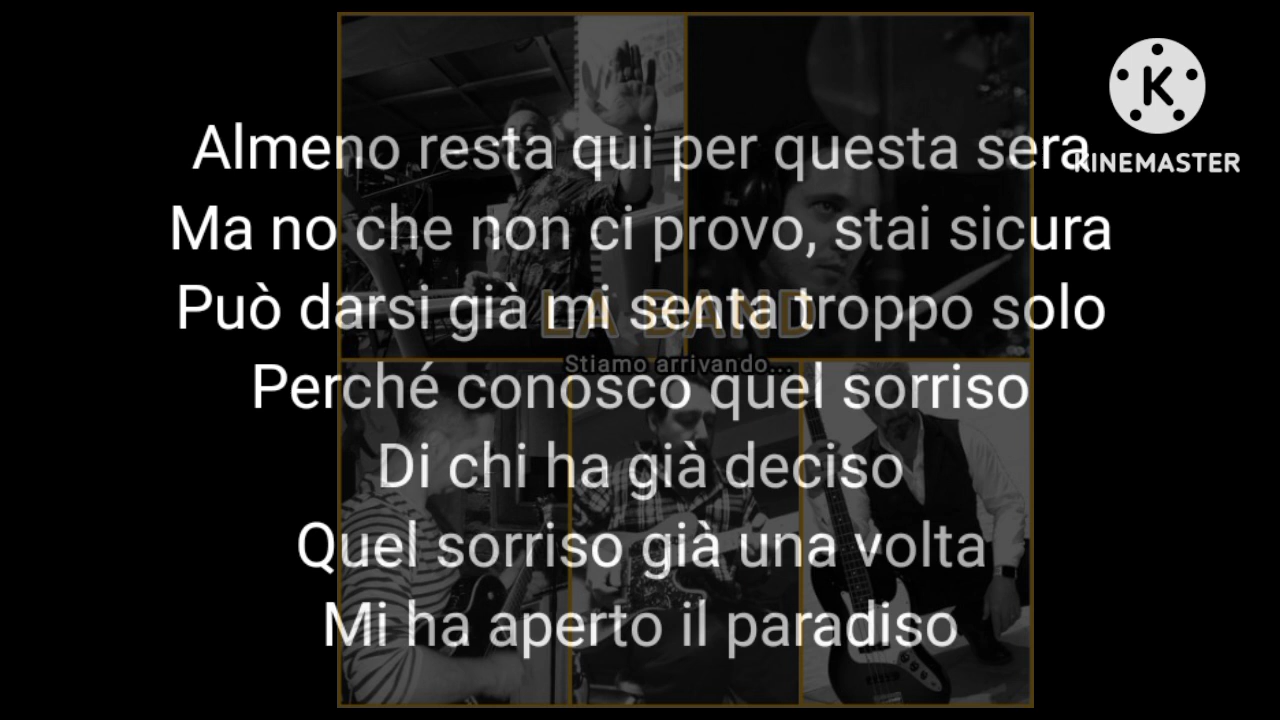 Almeno resta qui per questa sera
KINEMASTER
Ma no che non ci provo, stai sicura
Può darsi già mi senta troppo solo
LA BAND
Stiamo arrivando...
Perché conosco quel sorriso
Di chi ha già deciso
Quel sorriso già una volta
Mi ha aperto il paradiso